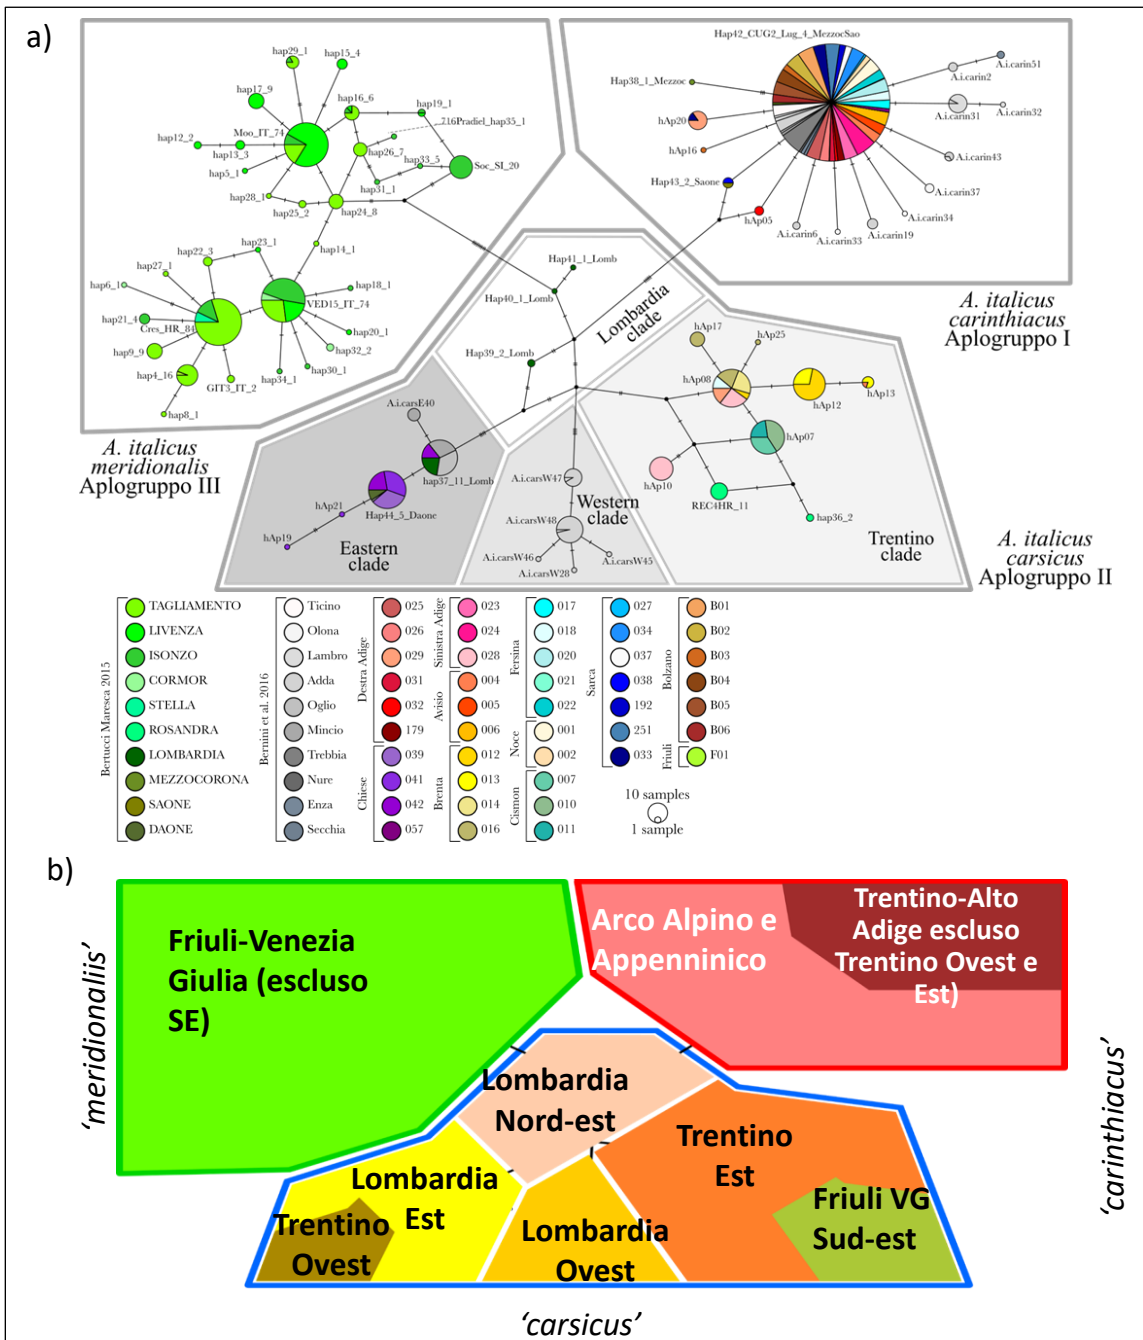 a)
hap29_1
hap15_4
hap17_9
hap16_6
hap19_1
716Pradiel_hap35_1
hap12_2
Moo_IT_74
hap13_3
hap5_1
hap26_7
hap33_5
Soc_SI_20
hap31_1
hap28_1
hap25_2
hap24_8
hap14_1
hap23_1
hap22_3
hap27_1
hap6_1
hap18_1
VED15_IT_74
hap21_4
Cres_HR_84
hap20_1
hap32_2
hap9_9
hap30_1
hap34_1
hap4_16
GIT3_IT_2
hap8_1
A. italicus
meridionalis
Aplogruppo III
Hap42_CUG2_Lug_4_MezzocSao
A.i.carin51
A.i.carin2
Hap38_1_Mezzoc
A.i.carin32
A.i.carin31
hAp20
hAp16
A.i.carin43
Hap43_2_Saone
A.i.carin37
hAp05
A.i.carin34
A.i.carin6
A.i.carin33
A.i.carin19
A. italicus
carinthiacus
Aplogruppo I
Hap41_1_Lomb
Hap40_1_Lomb
Lombardia
clade
Hap39_2_Lomb
A.i.carsE40
hap37_11_Lomb
Hap44_5_Daone
hAp21
hAp19
Eastern
clade
A.i.carsW47
Western
clade
A.i.carsW48
A.i.carsW46
A.i.carsW45
A.i.carsW28
hAp17
hAp25
hAp08
hAp12
hAp13
hAp07
hAp10
REC4HR_11
hap36_2
Trentino
clade
A. italicus
carsicus
Aplogruppo II
Bertucci Maresca 2015
TAGLIAMENTO
LIVENZA
ISONZO
CORMOR
STELLA
ROSANDRA
LOMBARDIA
MEZZOCORONA
SAONE
DAONE
Bernini et al. 2016
Ticino
Olona
Lambro
Adda
Oglio
Mincio
Trebbia
Nure
Enza
Secchia
Destra Adige
025
026
029
031
032
179
Chiese
039
041
042
057
Sinistra Adige
023
024
028
Avisio
004
005
006
Brenta
012
013
014
016
Fersina
017
018
020
021
022
Noce
001
002
Cismon
007
010
011
Sarca
027
034
037
038
192
251
033
Bolzano
B01
B02
B03
B04
B05
B06
Friuli
F01
10 samples
1 sample
b)
'meridionaliis'
Friuli-Venezia
Giulia (escluso
SE)
Arco Alpino e
Appenninico
Trentino-Alto
Adige escluso
Trentino Ovest e
Est)
'carinthiacus'
Lombardia
Nord-est
Trentino
Est
Lombardia
Est
Friuli VG
Sud-est
Trentino
Ovest
Lombardia
Ovest
'carsicus'